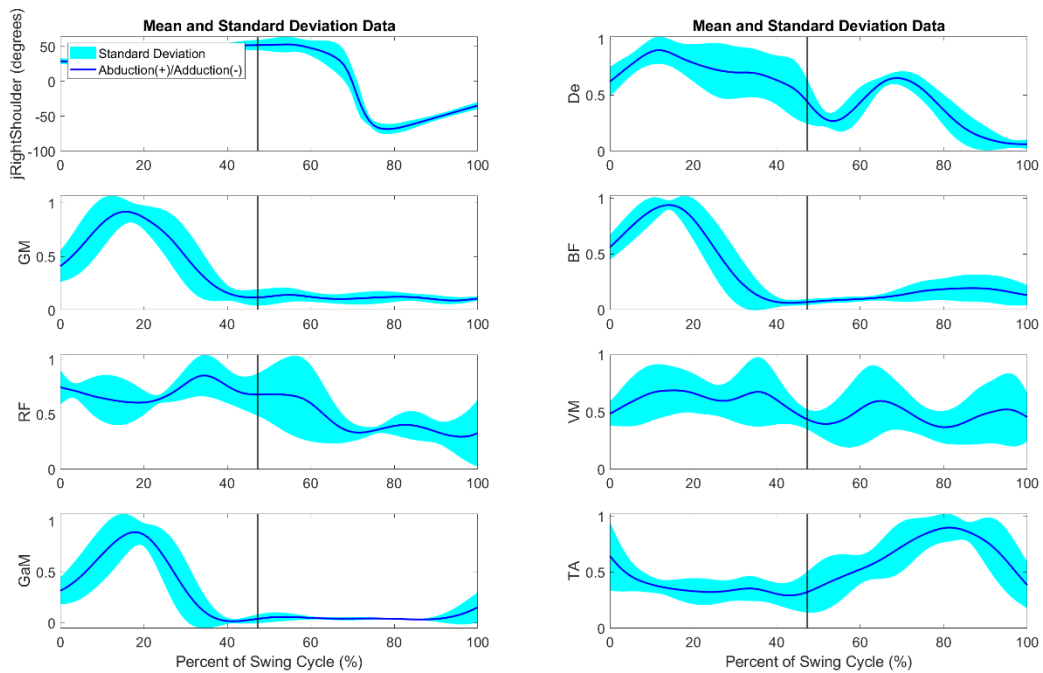 Mean and Standard Deviation Data
jRightShoulder (degrees)
50
0
-50
-100
Standard Deviation
Abduction(+)/Adduction(-)
0 20 40 60 80 100
Mean and Standard Deviation Data
De
1
0.5
0
0 20 40 60 80 100
GM
1
0.5
0
0 20 40 60 80 100
BF
1
0.5
0
0 20 40 60 80 100
RF
1
0.5
0
0 20 40 60 80 100
VM
1
0.5
0
0 20 40 60 80 100
GaM
1
0.5
0
0 20 40 60 80 100
Percent of Swing Cycle (%)
TA
1
0.5
0
0 20 40 60 80 100
Percent of Swing Cycle (%)